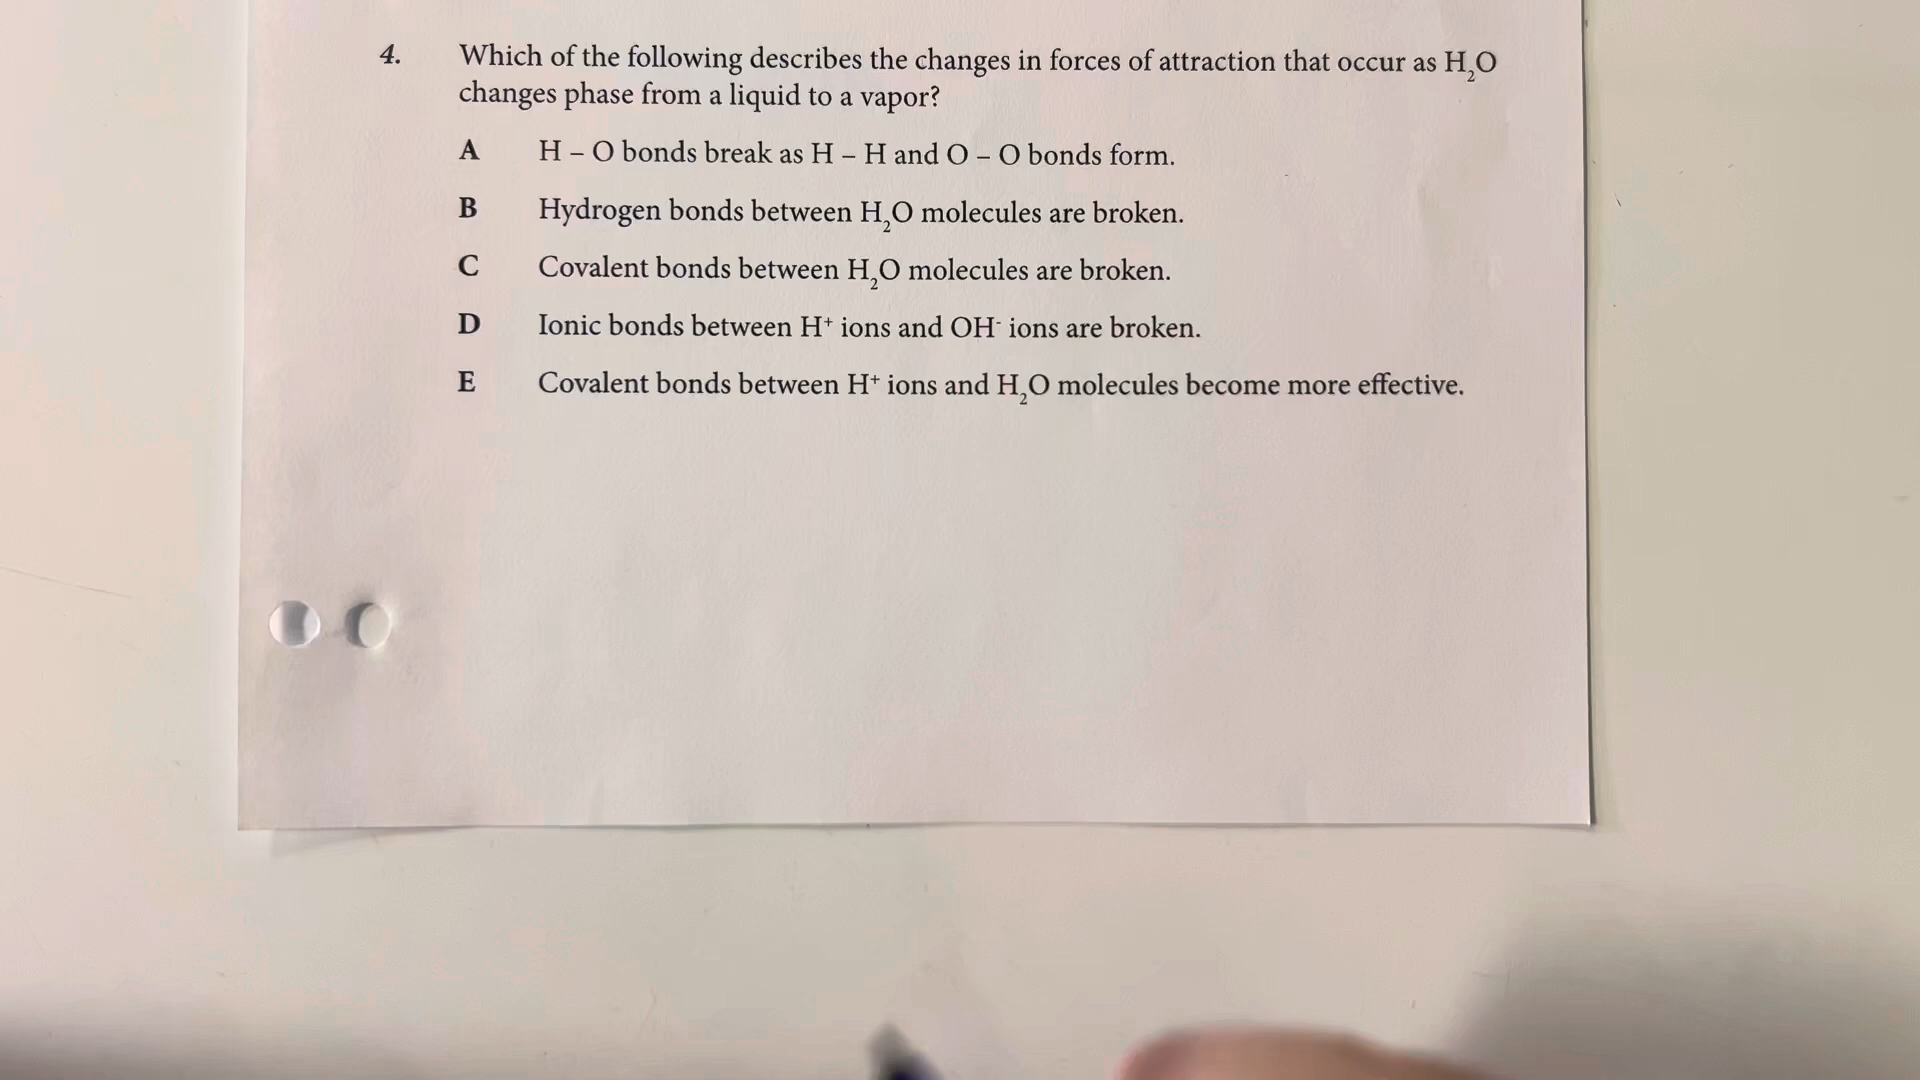 4. Which of the following describes the changes in forces of attraction that occur as H₂O
changes phase from a liquid to a vapor?
A H – O bonds break as H – H and O – O bonds form.
B Hydrogen bonds between H₂O molecules are broken.
C Covalent bonds between H₂O molecules are broken.
D Ionic bonds between H⁺ ions and OH⁻ ions are broken.
E Covalent bonds between H⁺ ions and H₂O molecules become more effective.